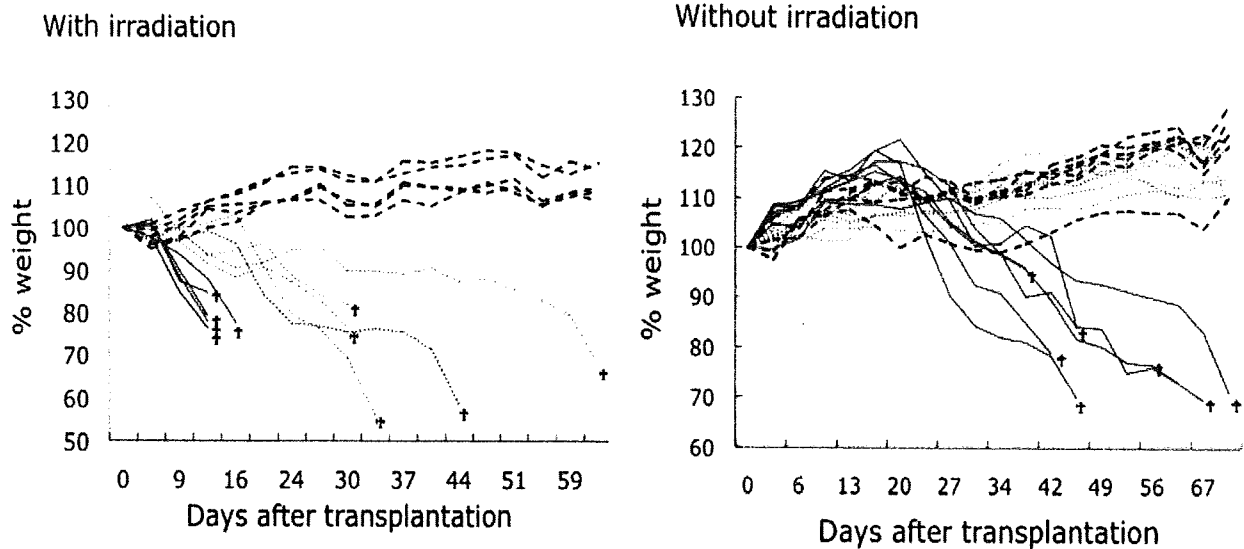 With irradiation
% weight
130
120
110
100
90
80
70
60
50
0 9 16 24 30 37 44 51 59
Days after transplantation
Without irradiation
% weight
130
120
110
100
90
80
70
60
0 6 13 20 27 34 42 49 56 67
Days after transplantation